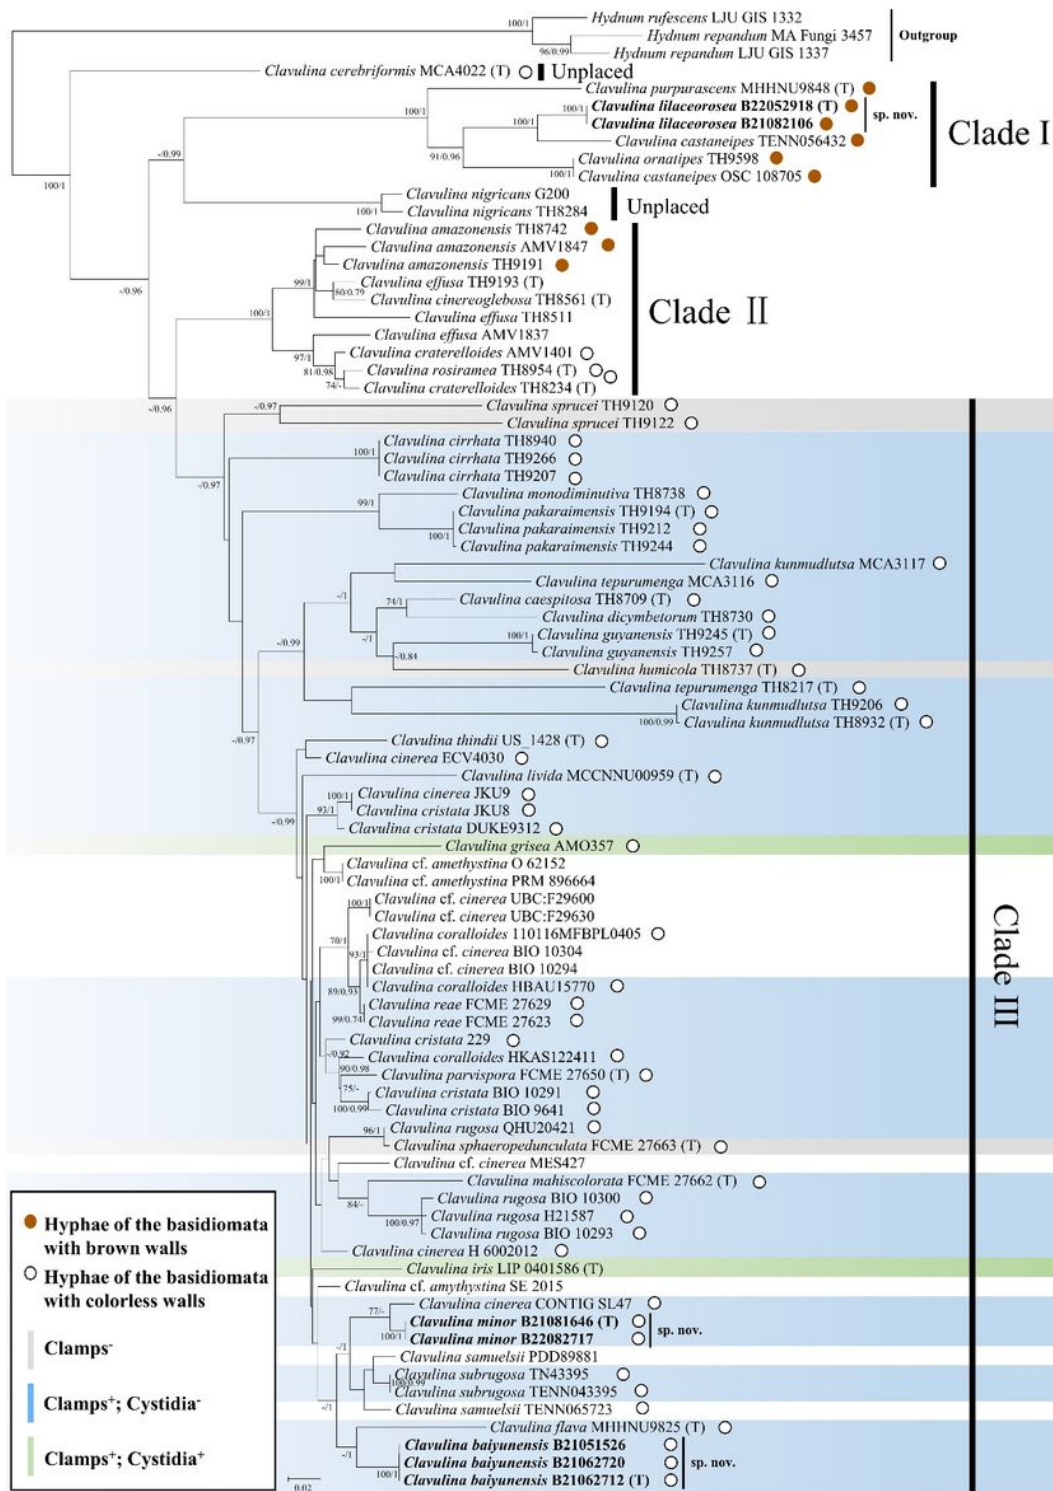 Hydnum rufescens LJU GIS 1332
100/1
Hydnum repandum MA Fungi 3457
Outgroup
96/0.99
Hydnum repandum LJU GIS 1337
Clavulina cerebriformis MCA4022 (T)
Unplaced
Clavulina purpurascens MHHNU9848 (T)
100/1
Clavulina lilaceorosea B22052918 (T)
sp. nov.
100/1
Clavulina lilaceorosea B21082106
100/1
Clade I
Clavulina castaneipes TENN056432
-/0.99
91/0.96
Clavulina ornatipes TH9598
100/1
Clavulina castaneipes OSC 108705
100/1
Clavulina nigricans G200
100/1
Clavulina nigricans TH8284
Unplaced
Clavulina amazonensis TH8742
Clavulina amazonensis AMV1847
Clavulina amazonensis TH9191
-/0.96
99/1
Clavulina effusa TH9193 (T)
80/0.79
Clavulina cinereoglebosa TH8561 (T)
100/1
Clavulina effusa TH8511
Clade II
Clavulina effusa AMV1837
97/1
Clavulina craterelloides AMV1401
81/0.98
Clavulina rosiramea TH8954 (T)
74/-
Clavulina craterelloides TH8234 (T)
-/0.96
-/0.97
Clavulina sprucei TH9120
Clavulina sprucei TH9122
Clavulina cirrhata TH8940
100/1
Clavulina cirrhata TH9266
Clavulina cirrhata TH9207
-/0.97
Clavulina monodiminutiva TH8738
99/1
Clavulina pakaraimensis TH9194 (T)
Clavulina pakaraimensis TH9212
100/1
Clavulina pakaraimensis TH9244
Clavulina kunmudlutsa MCA3117
Clavulina tepurumenga MCA3116
-/1
74/1
Clavulina caespitosa TH8709 (T)
Clavulina dicymbetorum TH8730
-/1
100/1
Clavulina guyanensis TH9245 (T)
-/0.99
Clavulina guyanensis TH9257
-/0.84
Clavulina humicola TH8737 (T)
Clavulina tepurumenga TH8217 (T)
Clavulina kunmudlutsa TH9206
100/0.99
Clavulina kunmudlutsa TH8932 (T)
-/0.97
Clavulina thindii US_1428 (T)
Clavulina cinerea ECV4030
Clavulina livida MCCNNU00959 (T)
100/1
Clavulina cinerea JKU9
93/1
Clavulina cristata JKU8
-/0.99
Clavulina cristata DUKE9312
Clavulina grisea AMO357
Clavulina cf. amethystina O 62152
100/1
Clavulina cf. amethystina PRM 896664
Clavulina cf. cinerea UBC:F29600
100/1
Clavulina cf. cinerea UBC:F29630
70/1
Clavulina coralloides 110116MFBPL0405
93/1
Clavulina cf. cinerea BIO 10304
Clavulina cf. cinerea BIO 10294
Clade III
89/0.93
Clavulina coralloides HBAU15770
Clavulina reae FCME 27629
99/0.74
Clavulina reae FCME 27623
Clavulina cristata 229
-/0.92
Clavulina coralloides HKAS122411
90/0.98
Clavulina parvispora FCME 27650 (T)
75/-
Clavulina cristata BIO 10291
100/0.99
Clavulina cristata BIO 9641
Clavulina rugosa QHU20421
96/1
Clavulina sphaeropedunculata FCME 27663 (T)
Clavulina cf. cinerea MES427
Clavulina mahiscolorata FCME 27662 (T)
84/-
Clavulina rugosa BIO 10300
Clavulina rugosa H21587
100/0.97
Clavulina rugosa BIO 10293
Clavulina cinerea H 6002012
Clavulina iris LIP 0401586 (T)
Clavulina cf. amythystina SE 2015
Clavulina cinerea CONTIG SL47
77/-
Clavulina minor B21081646 (T)
sp. nov.
100/1
Clavulina minor B22082717
-/1
Clavulina samuelsii PDD89881
Clavulina subrugosa TN43395
100/0.99
Clavulina subrugosa TENN043395
-/1
Clavulina samuelsii TENN065723
Clavulina flava MHHNU9825 (T)
-/1
Clavulina baiyunensis B21051526
Clavulina baiyunensis B21062720
sp. nov.
100/1
Clavulina baiyunensis B21062712 (T)
0.02
Hyphae of the basidiomata
with brown walls
Hyphae of the basidiomata
with colorless walls
Clamps-
Clamps+; Cystidia-
Clamps+; Cystidia+